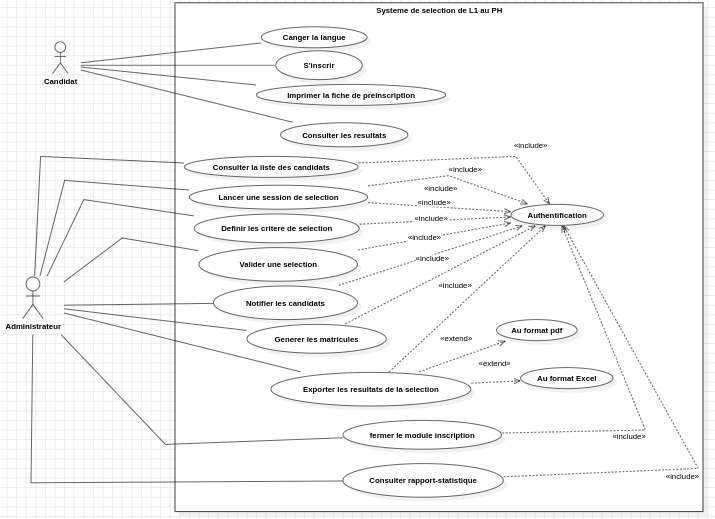 Systeme de selection de L1 au PH
Canger la langue
S'inscrir
Candidat
Imprimer la fiche de preinscription
Consulter les resultats
«include»
Consulter la liste des candidats
«include»
«include»
Lancer une session de selection
«include»
Authentification
«include»
Definir les critere de selection
«include»
Valider une selection
«include»
«include»
Notifier les candidats
Administrateur
Au format pdf
Generer les matricules
«extend»
«extend»
Au format Excel
Exporter les resultats de la selection
fermer le module inscription
«include»
Consulter rapport-statistique
«include»